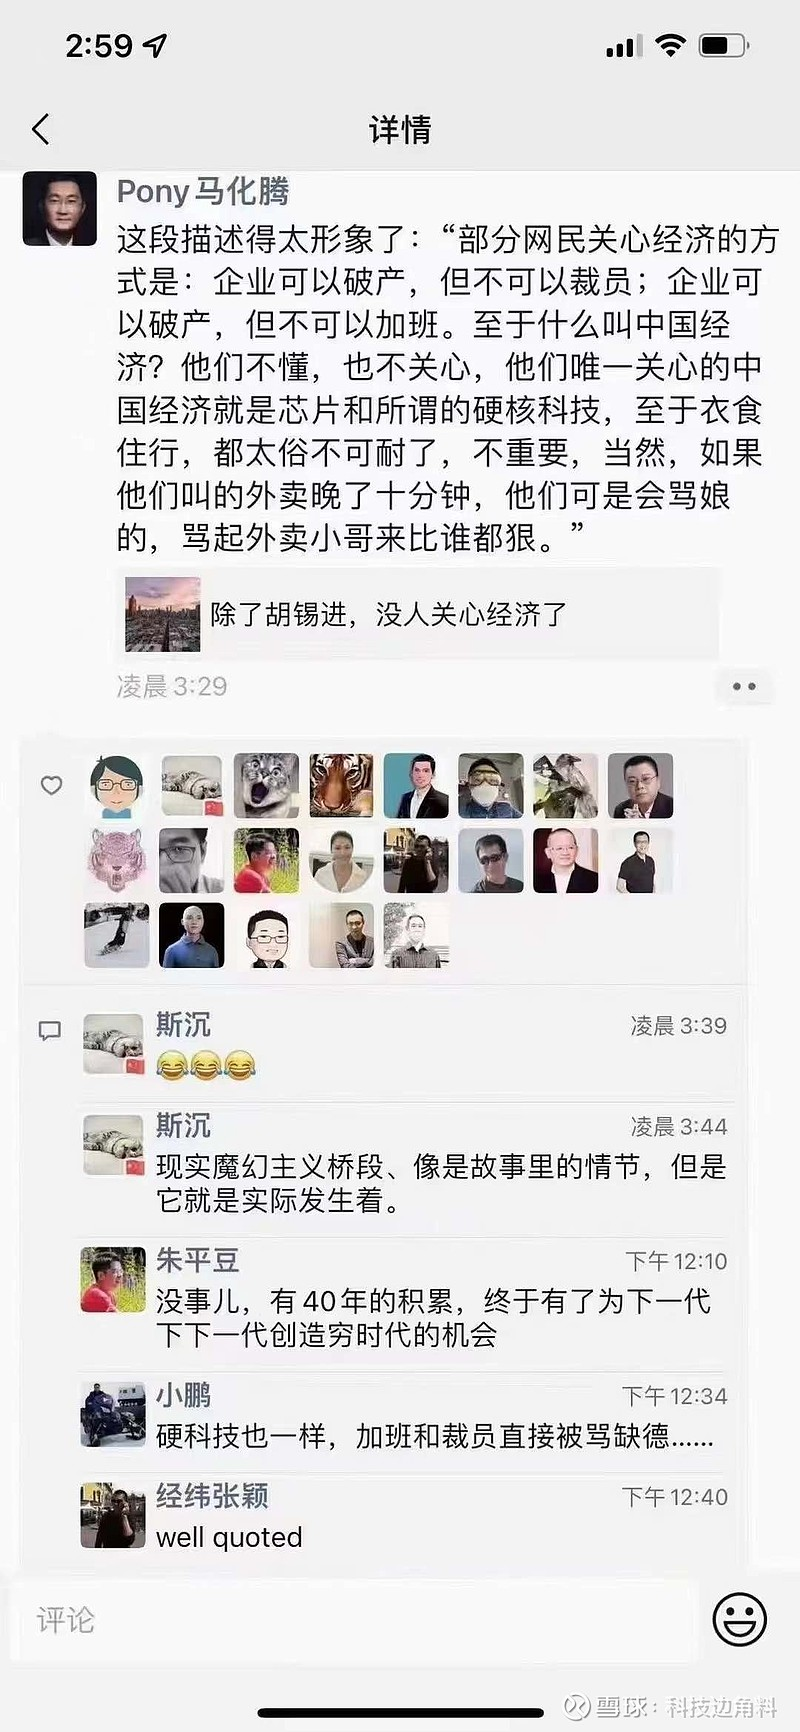 2:59
详情
Pony马化腾
这段描述得太形象了：“部分网民关心经济的方
式是：企业可以破产，但不可以裁员；企业可
以破产，但不可以加班。至于什么叫中国经
济？他们不懂，也不关心，他们唯一关心的中
国经济就是芯片和所谓的硬核科技，至于衣食
住行，都太俗不可耐了，不重要，当然，如果
他们叫的外卖晚了十分钟，他们可是会骂娘
的，骂起外卖小哥来比谁都狠。”
除了胡锡进，没人关心经济了
凌晨 3:29
斯沉 凌晨 3:39
😂😂😂
斯沉 凌晨 3:44
现实魔幻主义桥段、像是故事里的情节，但是
它就是实际发生着。
朱平豆 下午 12:10
没事儿，有40年的积累，终于有了为下一代
下下一代创造穷时代的机会
小鹏 下午 12:34
硬科技也一样，加班和裁员直接被骂缺德……
经纬张颖 下午 12:40
well quoted
评论
雪球：科技边角料